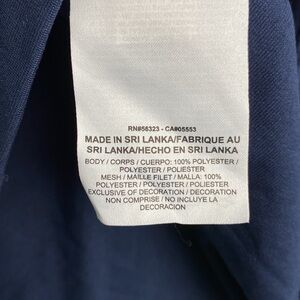 RN#56323 - CA#05553
MADE IN SRI LANKA/FABRIQUE AU
SRI LANKA/HECHO EN SRI LANKA
BODY / CORPS / CUERPO: 100% POLYESTER /
POLYESTER / POLIESTER
MESH / MAILLE FILET / MALLA: 100%
POLYESTER / POLYESTER / POLIESTER
EXCLUSIVE OF DECORATION / DECORATION
NON COMPRISE / NO INCLUYE LA
DECORACION